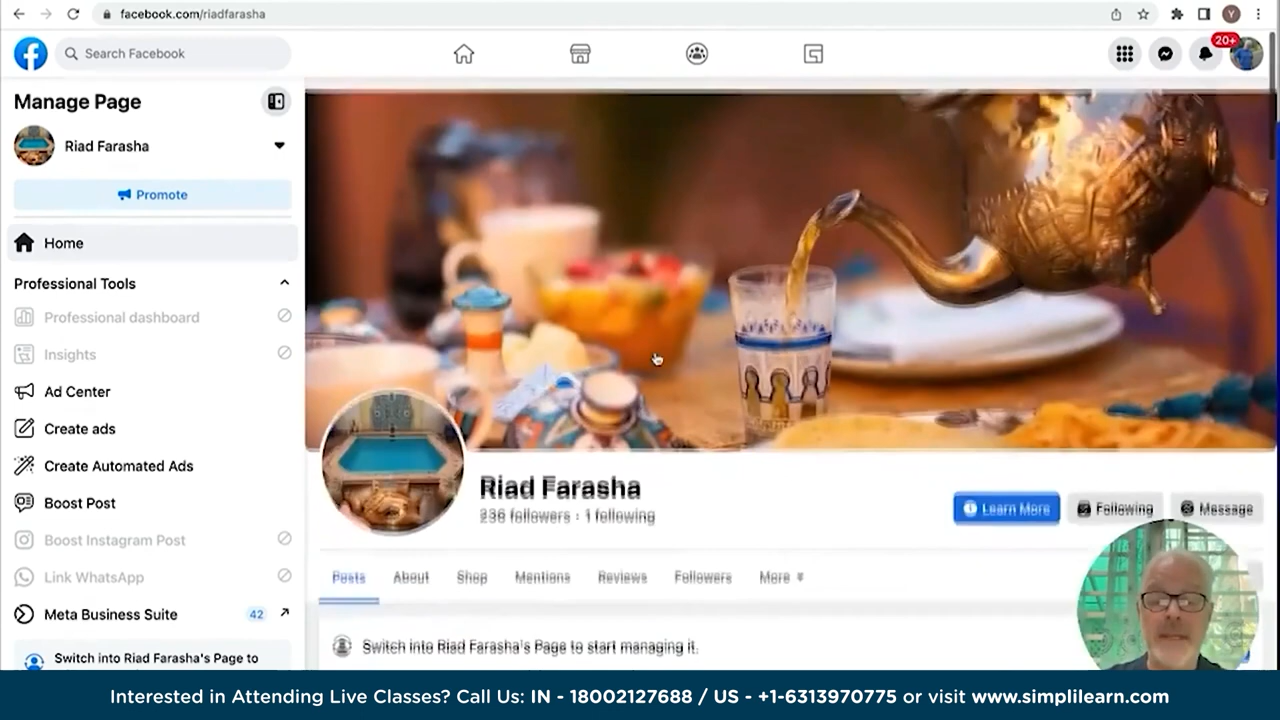 facebook.com/riadfarasha
Y
Search Facebook
20+
Manage Page
Riad Farasha
Promote
Home
Professional Tools
Professional dashboard
Insights
Ad Center
Create ads
Create Automated Ads
Boost Post
Boost Instagram Post
Link WhatsApp
Meta Business Suite 42
Switch into Riad Farasha's Page to
Riad Farasha
236 followers • 1 following
Learn More Following Message
Posts About Shop Mentions Reviews Followers More
Switch into Riad Farasha's Page to start managing it.
Interested in Attending Live Classes? Call Us: IN - 18002127688 / US - +1-6313970775 or visit www.simplilearn.com